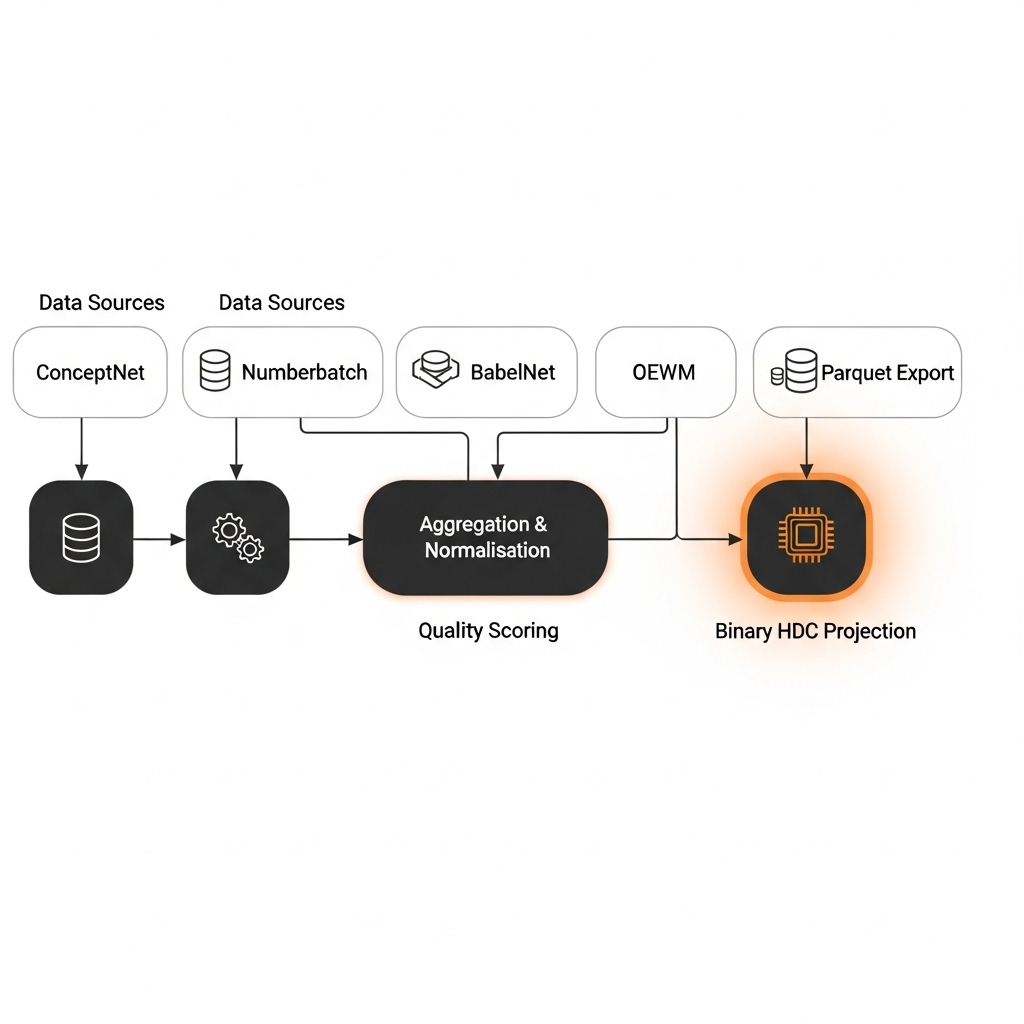 Data Sources
Data Sources
ConceptNet
Numberbatch
BabelNet
OEWM
Parquet Export
Aggregation &
Normalisation
Quality Scoring
Binary HDC Projection